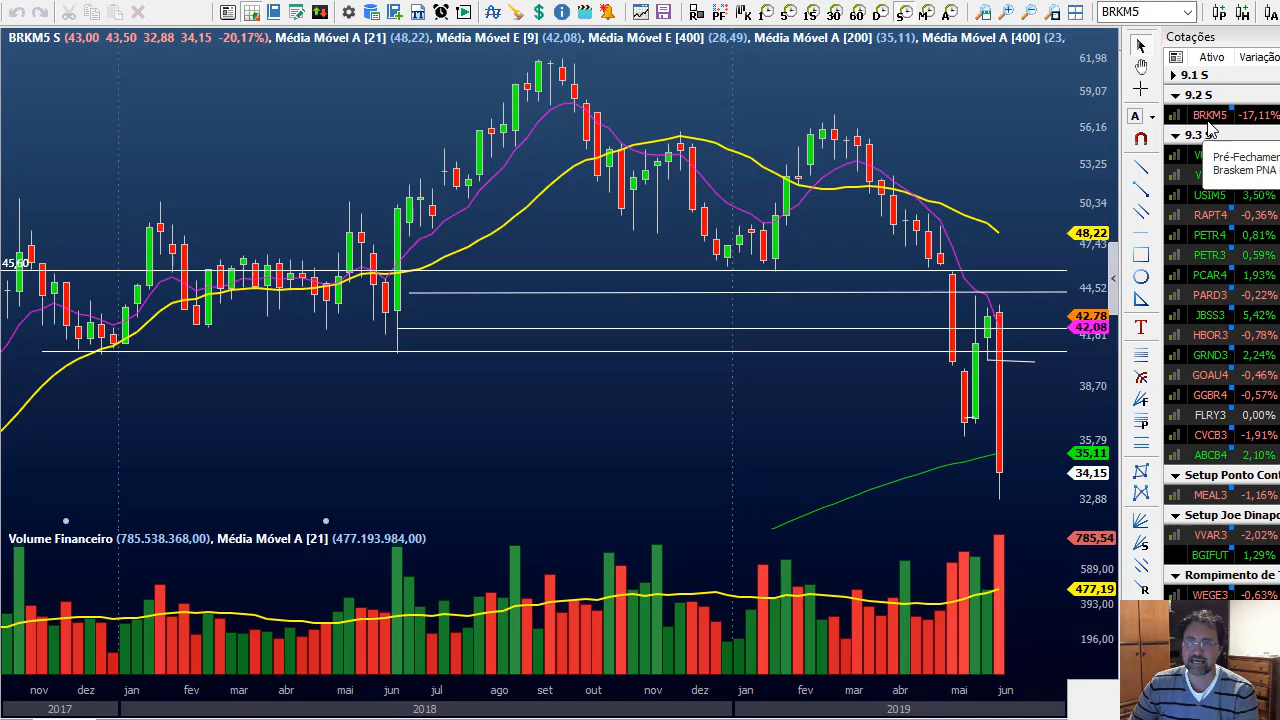 PF
K
1
5
15
30
60
D
S
M
A
BRKM5
P
H
R
BRKM5 S (43,00 43,50 32,88 34,15 -20,17%), Média Móvel A [21] (48,22), Média Móvel E [9] (42,08), Média Móvel E [400] (28,49), Média Móvel A [200] (35,11), Média Móvel A [400] (23,
Cotações
Ativo Variação
9.1 S
9.2 S
BRKM5 -17,11%
9.3 S
Pré-Fechamen
Braskem PNA
USIM5 3,50%
RAPT4 -0,36%
PETR4 0,81%
PETR3 0,59%
PCAR4 1,93%
PARD3 -0,22%
JBSS3 5,42%
HBOR3 -0,78%
GRND3 2,24%
GOAU4 -0,46%
GGBR4 -0,57%
FLRY3 0,00%
CVCB3 -1,91%
ABCB4 2,10%
Setup Ponto Cont
MEAL3 -1,16%
Setup Joe Dinapo
VVAR3 -2,02%
BGIFUT 1,29%
Rompimento de T
WEGE3 -0,63%
A
T
F
F
S
R
61,98
59,07
56,16
53,25
50,34
48,22
47,43
44,52
42,78
42,08
41,61
38,70
35,79
35,11
34,15
32,88
45,60
Volume Financeiro (785.538.368,00), Média Móvel A [21] (477.193.984,00)
785,54
589,00
477,19
393,00
196,00
nov dez jan fev mar abr mai jun jul ago set out nov dez jan fev mar abr mai jun
2017 2018 2019